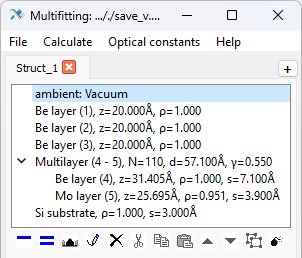 Multifitting: .../save_v....
File Calculate Optical constants Help
Struct_1
ambient: Vacuum
Be layer (1), z=20.000Å, ρ=1.000
Be layer (2), z=20.000Å, ρ=1.000
Be layer (3), z=20.000Å, ρ=1.000
Multilayer (4 - 5), N=110, d=57.100Å, γ=0.550
Be layer (4), z=31.405Å, ρ=1.000, s=7.100Å
Mo layer (5), z=25.695Å, ρ=0.951, s=3.900Å
Si substrate, ρ=1.000, s=3.000Å